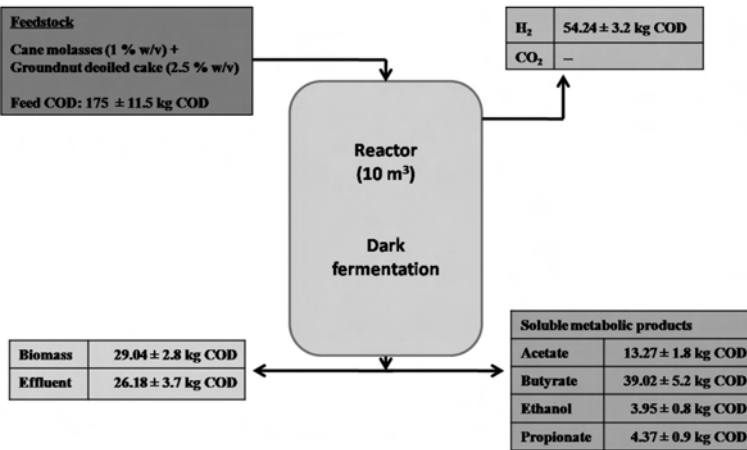 Feedstock
Cane molasses (1 % w/v) +
Groundnut deoiled cake (2.5 % w/v)
Feed COD: 175 ± 11.5 kg COD
H₂ 54.24 ± 3.2 kg COD
CO₂ –
Reactor
(10 m³)
Dark
fermentation
Biomass 29.04 ± 2.8 kg COD
Effluent 26.18 ± 3.7 kg COD
Soluble metabolic products
Acetate 13.27 ± 1.8 kg COD
Butyrate 39.02 ± 5.2 kg COD
Ethanol 3.95 ± 0.8 kg COD
Propionate 4.37 ± 0.9 kg COD